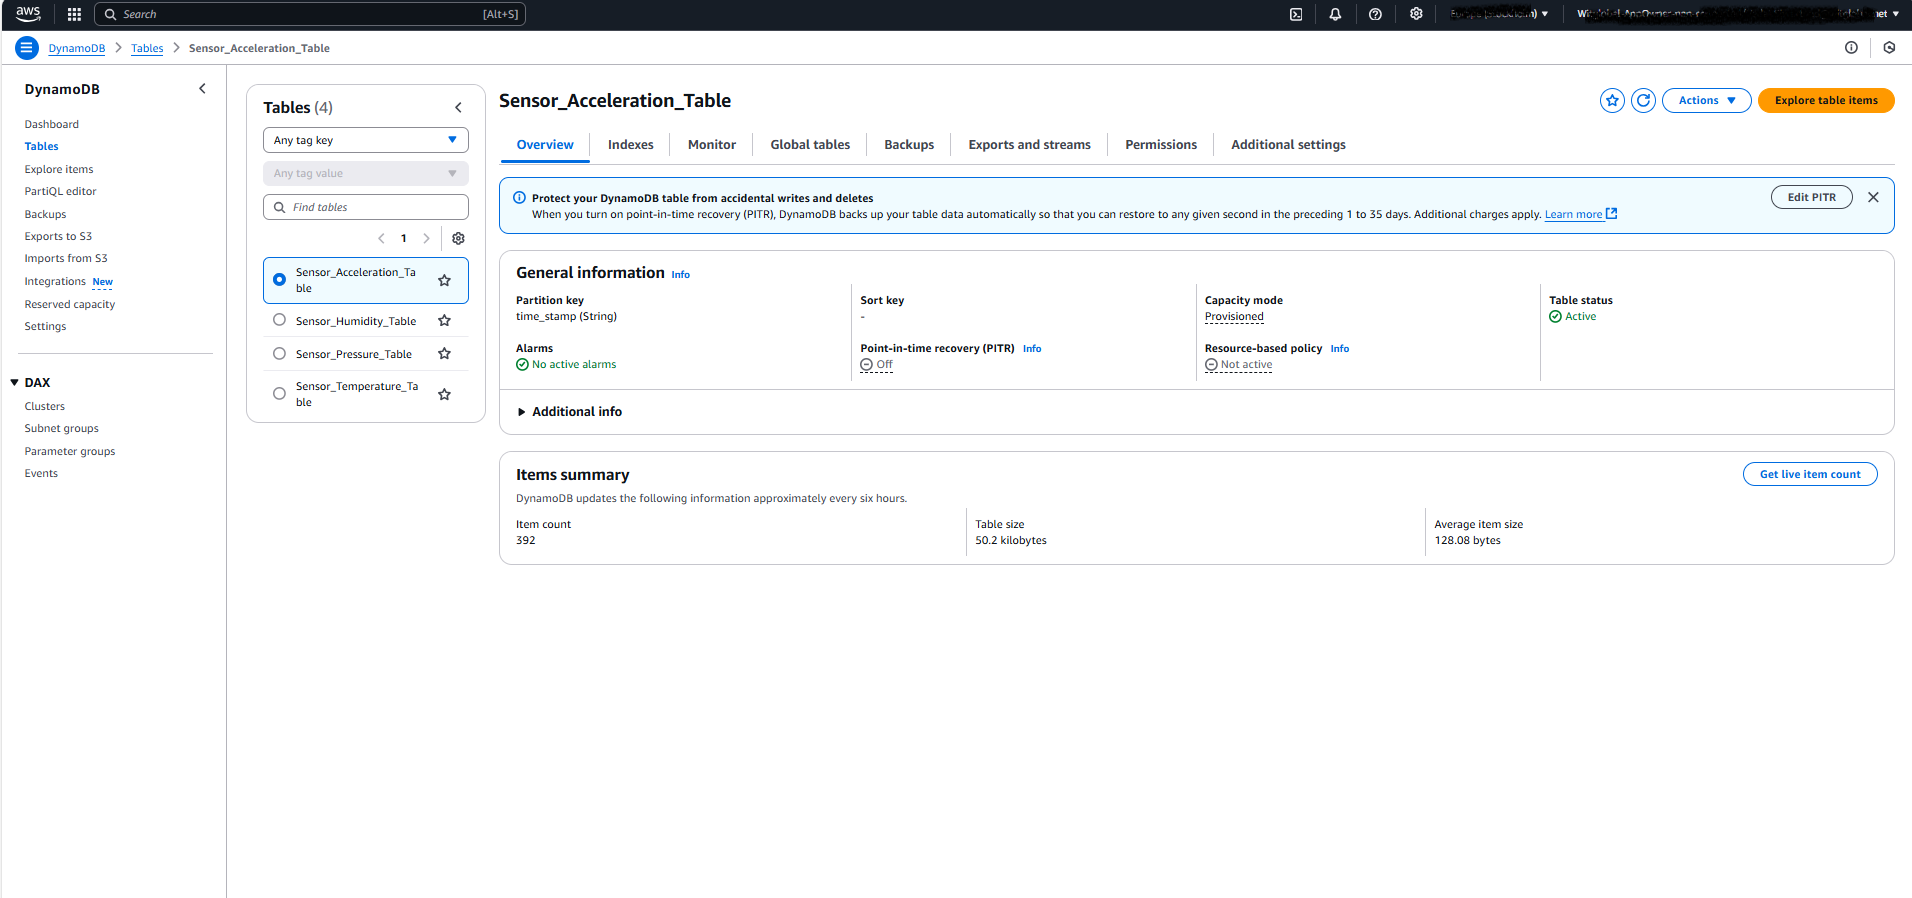 aws
Search [Alt+S]
DynamoDB > Tables > Sensor_Acceleration_Table
DynamoDB
Dashboard
Tables
Explore items
PartiQL editor
Backups
Exports to S3
Imports from S3
Integrations New
Reserved capacity
Settings
DAX
Clusters
Subnet groups
Parameter groups
Events
Tables (4)
Any tag key
Any tag value
Find tables
1
Sensor_Acceleration_Ta
ble
Sensor_Humidity_Table
Sensor_Pressure_Table
Sensor_Temperature_Ta
ble
Sensor_Acceleration_Table
Actions
Explore table items
Overview
Indexes
Monitor
Global tables
Backups
Exports and streams
Permissions
Additional settings
Protect your DynamoDB table from accidental writes and deletes
When you turn on point-in-time recovery (PITR), DynamoDB backs up your table data automatically so that you can restore to any given second in the preceding 1 to 35 days. Additional charges apply. Learn more
Edit PITR
General information Info
Partition key
time_stamp (String)
Sort key
-
Capacity mode
Provisioned
Table status
Active
Alarms
No active alarms
Point-in-time recovery (PITR) Info
Off
Resource-based policy Info
Not active
Additional info
Items summary
Get live item count
DynamoDB updates the following information approximately every six hours.
Item count
392
Table size
50.2 kilobytes
Average item size
128.08 bytes